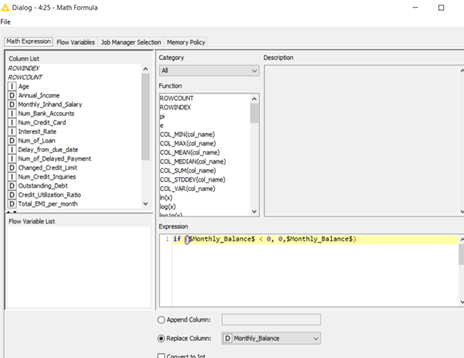 Dialog - 4:25 - Math Formula
File
Math Expression Flow Variables Job Manager Selection Memory Policy
Column List
ROWINDEX
ROWCOUNT
I Age
D Annual_Income
D Monthly_Inhand_Salary
I Num_Bank_Accounts
I Num_Credit_Card
I Interest_Rate
D Num_of_Loan
I Delay_from_due_date
I Num_of_Delayed_Payment
D Changed_Credit_Limit
D Num_Credit_Inquiries
D Outstanding_Debt
D Credit_Utilization_Ratio
D Total_EMI_per_month
Flow Variable List
Category
All
Function
ROWCOUNT
ROWINDEX
pi
e
COL_MIN(col_name)
COL_MAX(col_name)
COL_MEAN(col_name)
COL_MEDIAN(col_name)
COL_SUM(col_name)
COL_STDDEV(col_name)
COL_VAR(col_name)
ln(x)
log(x)
Description
Expression
1 if ($Monthly_Balance$ < 0, 0,$Monthly_Balance$)
Append Column:
Replace Column: D Monthly_Balance
Convert to Int